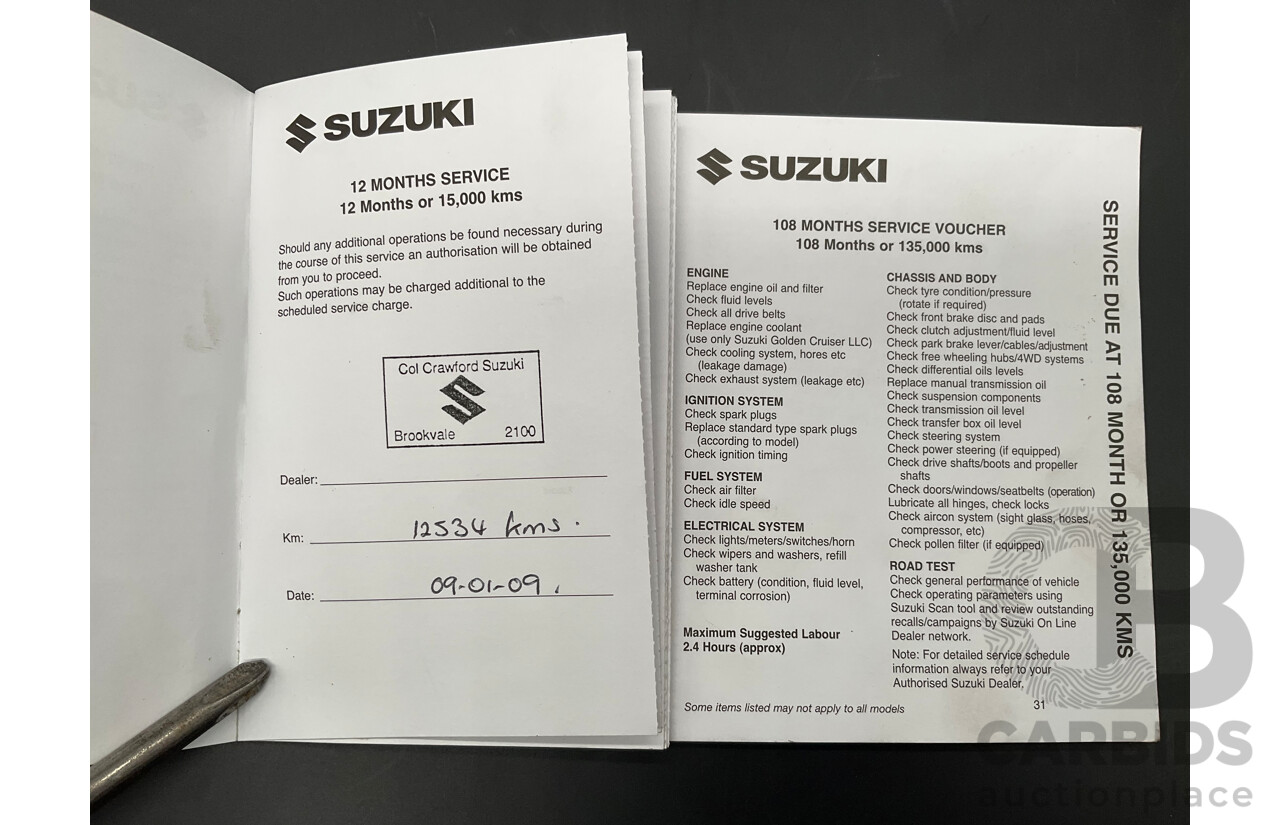 SUZUKI
12 MONTHS SERVICE
12 Months or 15,000 kms
Should any additional operations be found necessary during
the course of this service an authorisation will be obtained
from you to proceed.
Such operations may be charged additional to the
scheduled service charge.
Col Crawford Suzuki
Brookvale 2100
Dealer:
Km: 12534 kms.
Date: 09-01-09.
SUZUKI
108 MONTHS SERVICE VOUCHER
108 Months or 135,000 kms
ENGINE
Replace engine oil and filter
Check fluid levels
Check all drive belts
Replace engine coolant
(use only Suzuki Golden Cruiser LLC)
Check cooling system, hores etc
(leakage damage)
Check exhaust system (leakage etc)
IGNITION SYSTEM
Check spark plugs
Replace standard type spark plugs
(according to model)
Check ignition timing
FUEL SYSTEM
Check air filter
Check idle speed
ELECTRICAL SYSTEM
Check lights/meters/switches/horn
Check wipers and washers, refill
washer tank
Check battery (condition, fluid level,
terminal corrosion)
Maximum Suggested Labour
2.4 Hours (approx)
CHASSIS AND BODY
Check tyre condition/pressure
(rotate if required)
Check front brake disc and pads
Check clutch adjustment/fluid level
Check park brake lever/cables/adjustment
Check free wheeling hubs/4WD systems
Check differential oils levels
Replace manual transmission oil
Check suspension components
Check transmission oil level
Check transfer box oil level
Check steering system
Check power steering (if equipped)
Check drive shafts/boots and propeller
shafts
Check doors/windows/seatbelts (operation)
Lubricate all hinges, check locks
Check aircon system (sight glass, hoses,
compressor, etc)
Check pollen filter (if equipped)
ROAD TEST
Check general performance of vehicle
Check operating parameters using
Suzuki Scan tool and review outstanding
recalls/campaigns by Suzuki On Line
Dealer network.
Note: For detailed service schedule
information always refer to your
Authorised Suzuki Dealer.
Some items listed may not apply to all models
31
SERVICE DUE AT 108 MONTH OR 135,000 KMS
CB
CARBIDS
auctionplace